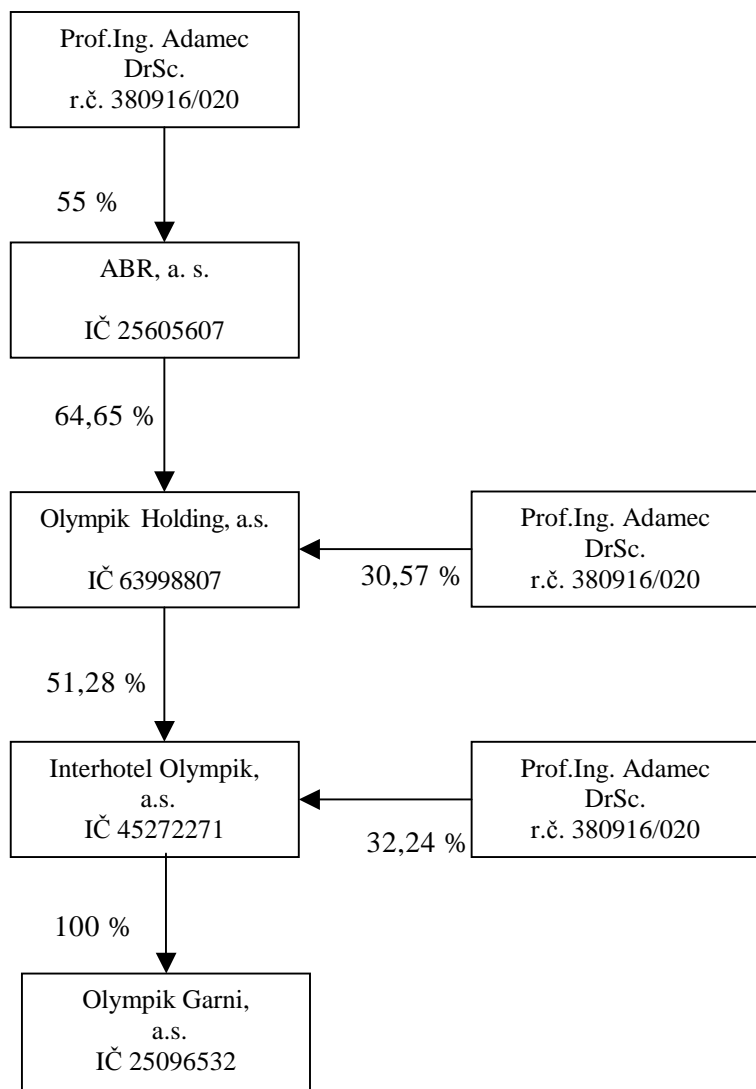 Prof.Ing. Adamec
DrSc.
r.č. 380916/020
55 %
ABR, a. s.
IČ 25605607
64,65 %
Olympik Holding, a.s.
IČ 63998807
Prof.Ing. Adamec
DrSc.
r.č. 380916/020
30,57 %
51,28 %
Interhotel Olympik,
a.s.
IČ 45272271
Prof.Ing. Adamec
DrSc.
r.č. 380916/020
32,24 %
100 %
Olympik Garni,
a.s.
IČ 25096532